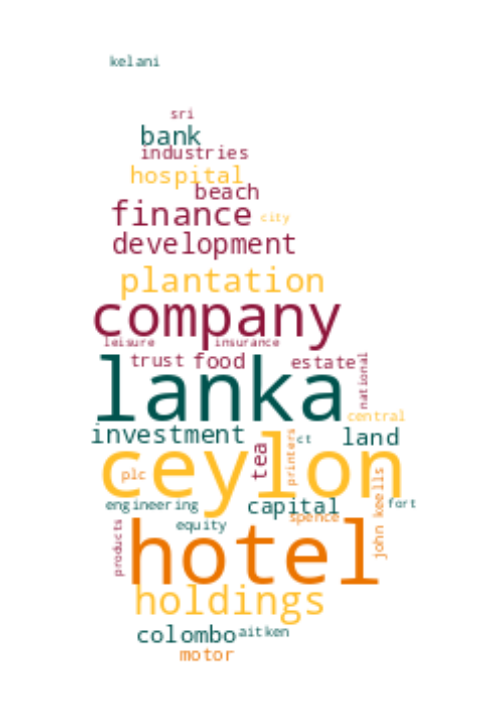 kelani
sri
bank
industries
hospital
beach
finance city
development
plantation
company
leisure insurance
trust food estate
national
lanka
central
investment ct land
tea
printers
ceylon
plc
john keells
engineering capital fort
spence
equity
products
hotel
holdings
colombo aitken
motor